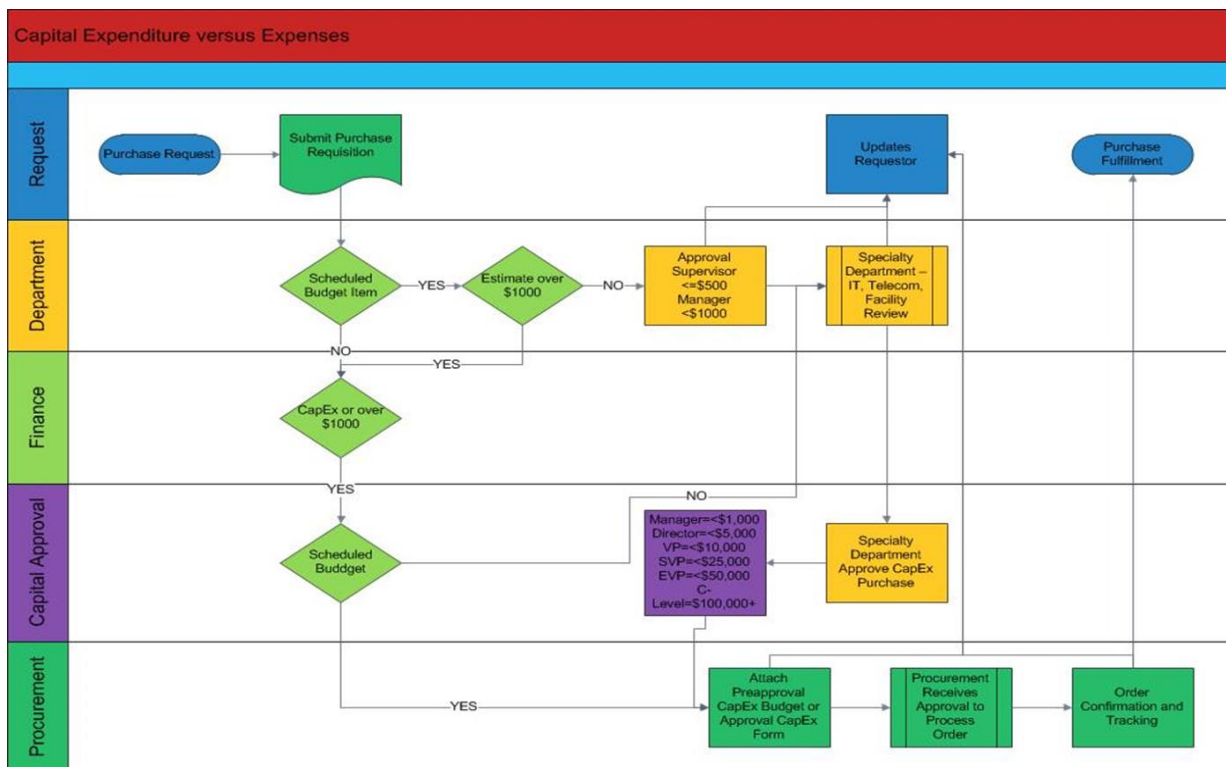 Capital Expenditure versus Expenses
Request
Purchase Request
Submit Purchase
Requisition
Updates
Requestor
Purchase
Fulfillment
Department
Scheduled
Budget Item
YES
Estimate over
$1000
NO
Approval
Supervisor
<=$500
Manager
<$1000
Specialty
Department –
IT, Telecom,
Facility
Review
NO
YES
Finance
CapEx or over
$1000
YES
Capital Approval
Scheduled
Buddget
NO
Manager=<$1,000
Director=<$5,000
VP=<$10,000
SVP=<$25,000
EVP=<$50,000
C-
Level=$100,000+
Specialty
Department
Approve CapEx
Purchase
Procurement
YES
Attach
Preapproval
CapEx Budget or
Approval CapEx
Form
Procurement
Receives
Approval to
Process
Order
Order
Confirmation and
Tracking